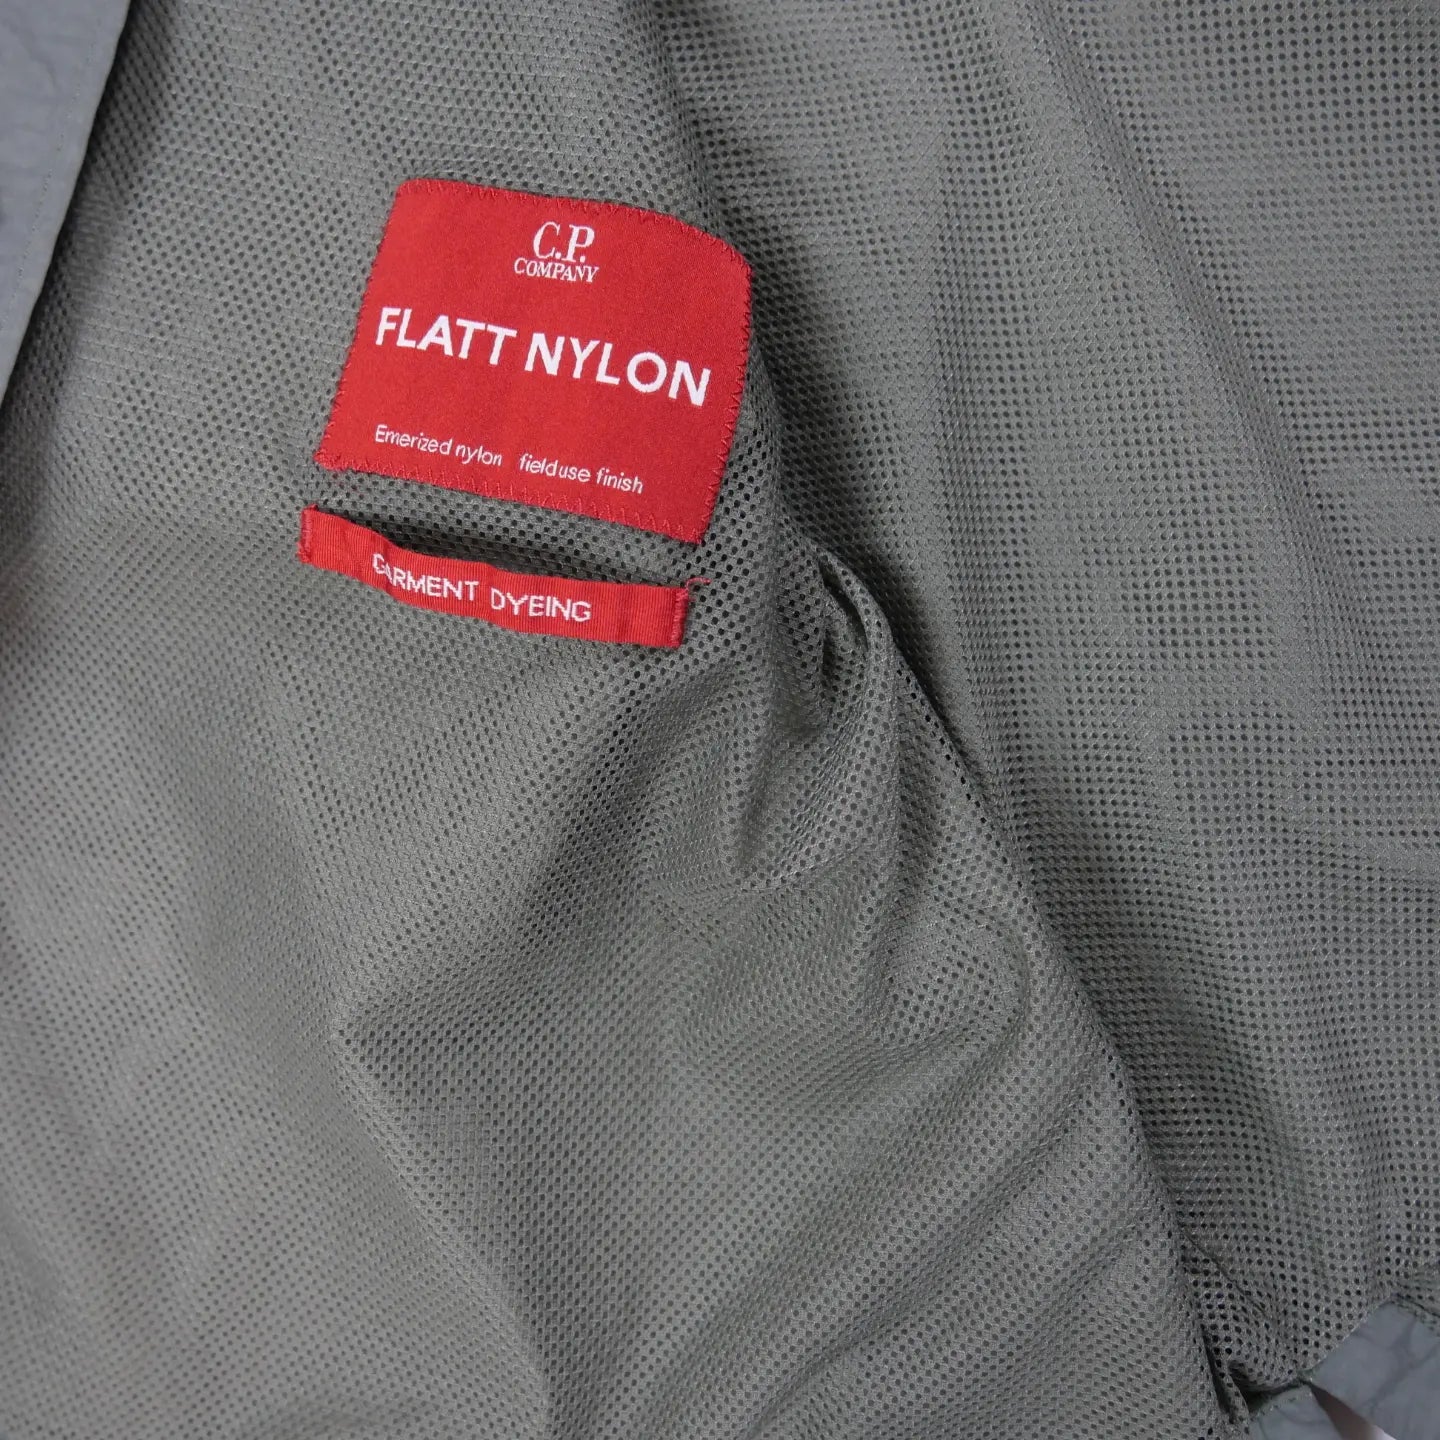 C.P.
COMPANY
FLATT NYLON
Emerized nylon fielduse finish
GARMENT DYEING